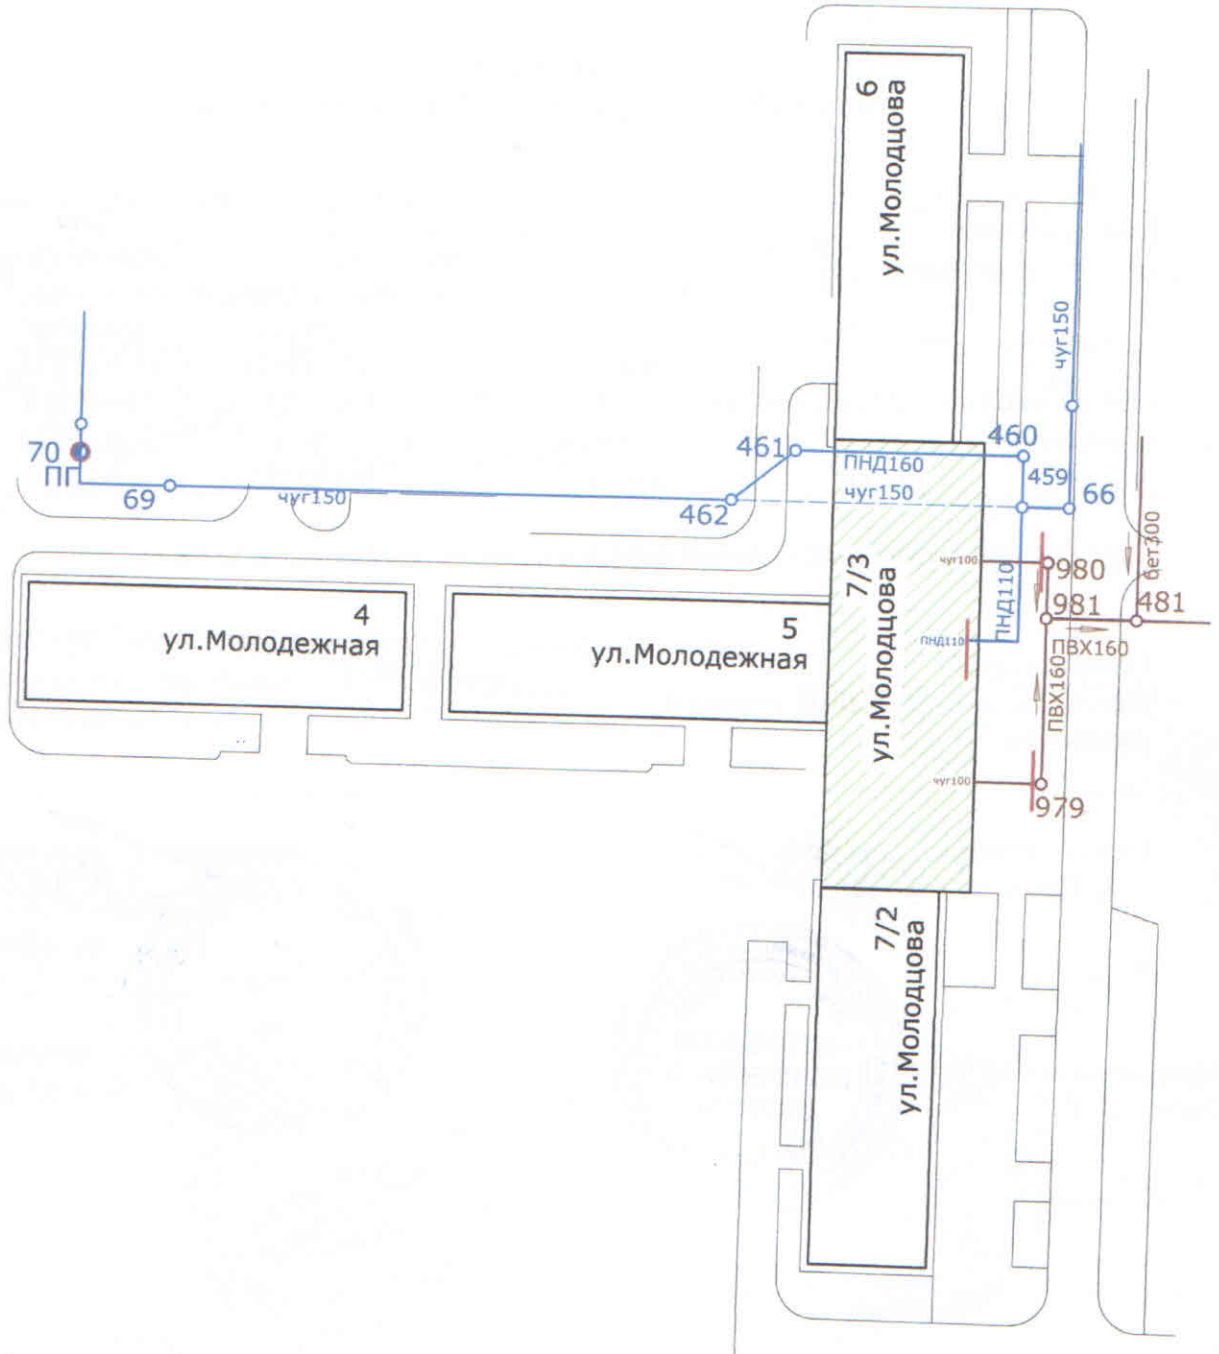 6
ул.Молодцова
чуг150
70
ПГ
69
чуг150
461
462
ПНД160
чуг150
460
459
66
чуг100
980
981
бет300
481
ПНД110
ПНД110
ПВХ160
ПВХ160
7/3
ул.Молодцова
4
ул.Молодежная
5
ул.Молодежная
чуг100
979
7/2
ул.Молодцова